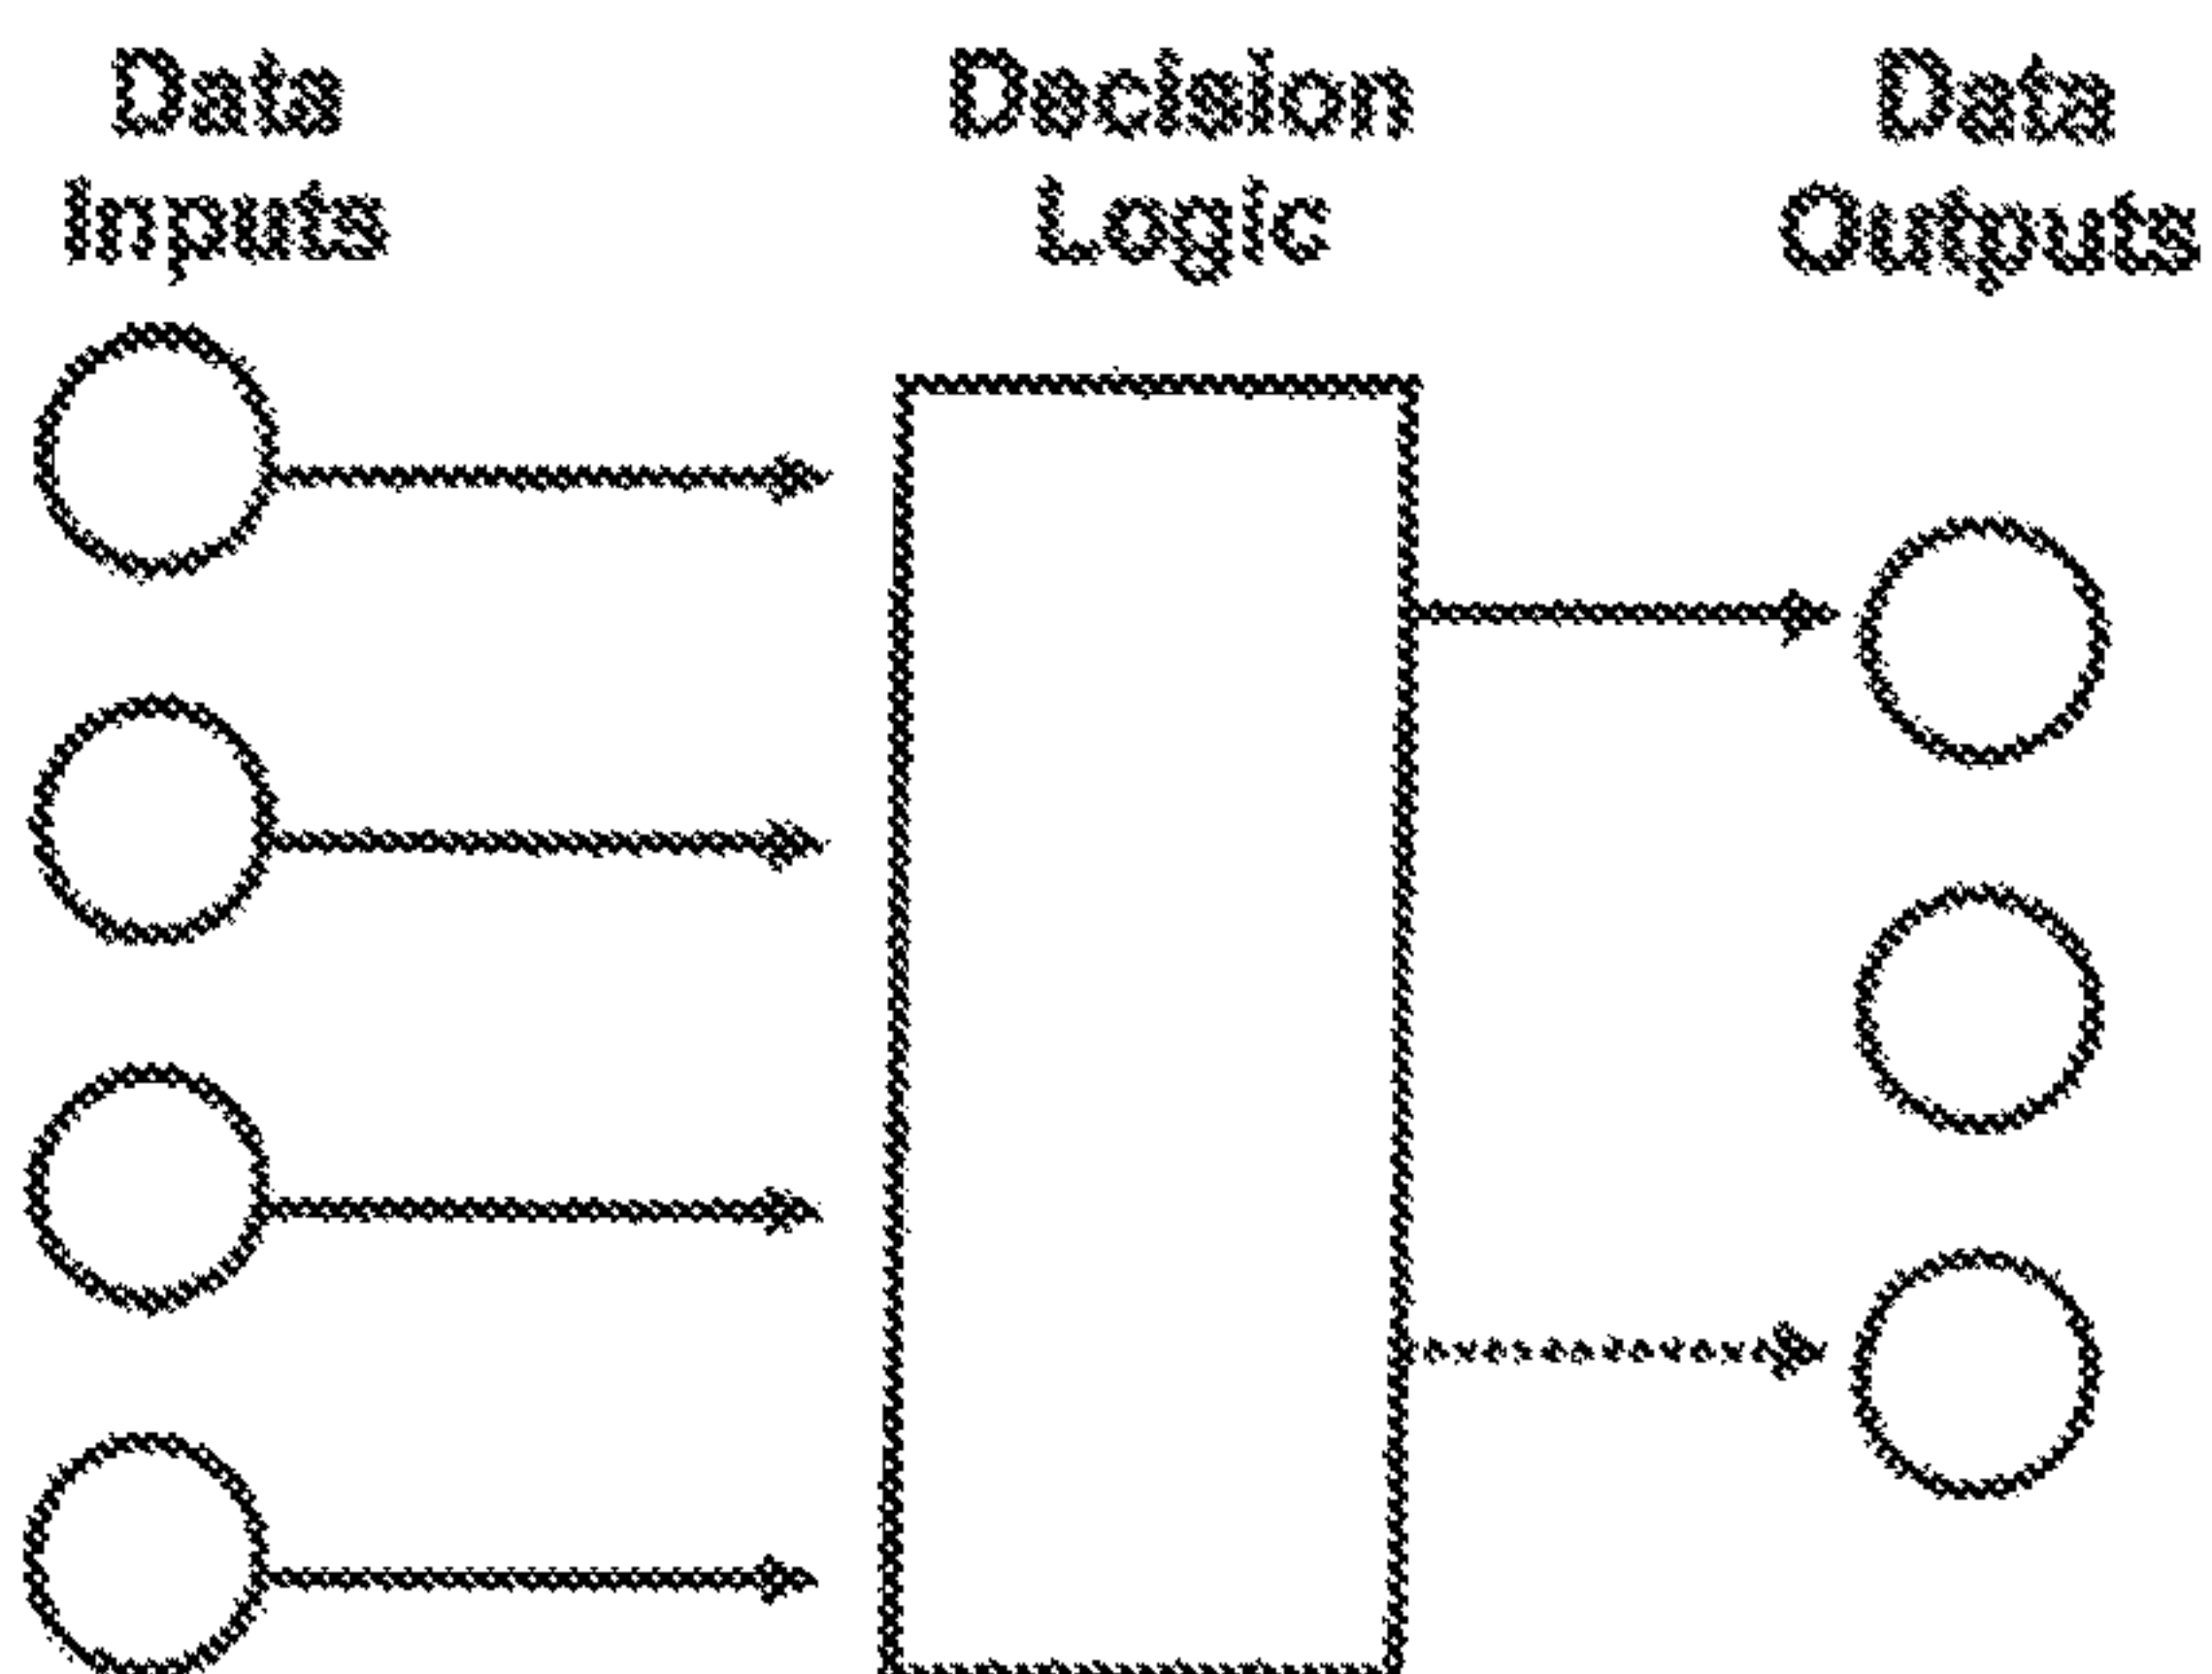 Data
Inputs
Decision
Logic
Data
Outputs